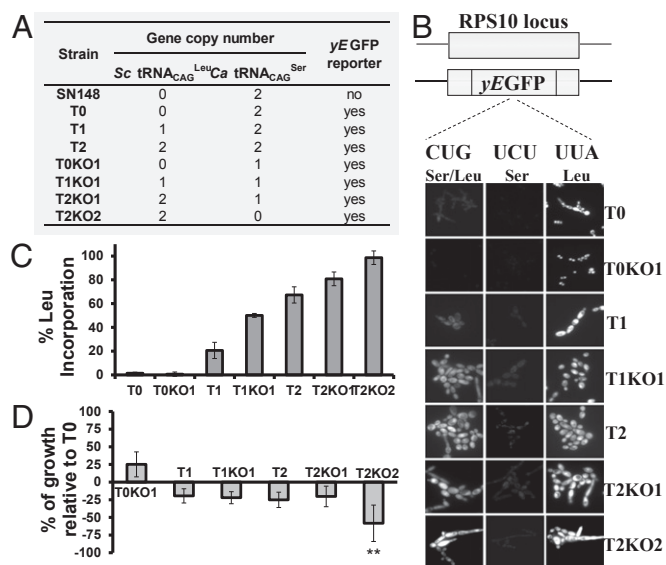 A
Strain
Gene copy number
yEGFP reporter
Sc tRNA_CAG^Leu Ca tRNA_CAG^Ser
SN148 0 2 no
T0 0 2 yes
T1 1 2 yes
T2 2 2 yes
T0KO1 0 1 yes
T1KO1 1 1 yes
T2KO1 2 1 yes
T2KO2 2 0 yes
B
RPS10 locus
yEGFP
CUG UCU UUA
Ser/Leu Ser Leu
T0
T0KO1
T1
T1KO1
T2
T2KO1
T2KO2
C
% Leu
Incorporation
100
80
60
40
20
0
T0 T0KO1 T1 T1KO1 T2 T2KO1 T2KO2
D
% of growth
relative to T0
100
75
50
25
0
-25
-50
-75
-100
T0KO1 T1 T1KO1 T2 T2KO1 T2KO2
**